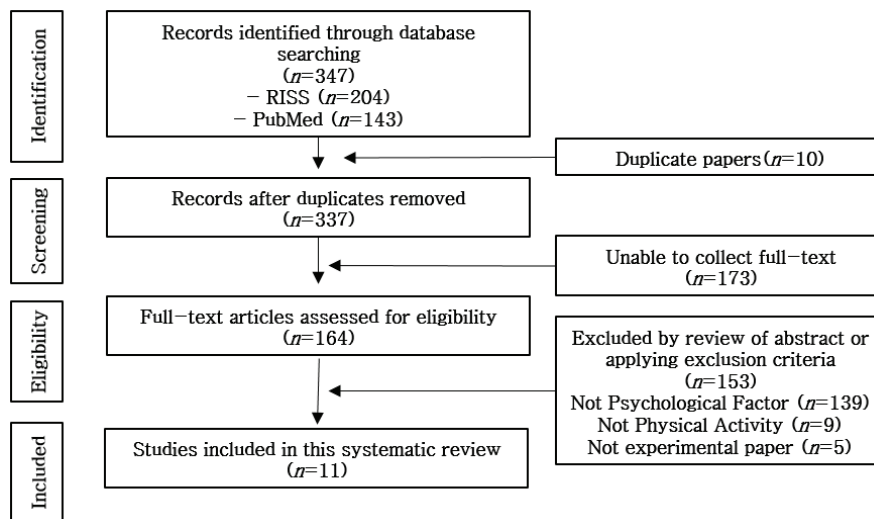 Identification
Records identified through database
searching
(n=347)
- RISS (n=204)
- PubMed (n=143)
Duplicate papers(n=10)
Screening
Records after duplicates removed
(n=337)
Unable to collect full-text
(n=173)
Eligibility
Full-text articles assessed for eligibility
(n=164)
Excluded by review of abstract or
applying exclusion criteria
(n=153)
Not Psychological Factor (n=139)
Not Physical Activity (n=9)
Not experimental paper (n=5)
Included
Studies included in this systematic review
(n=11)